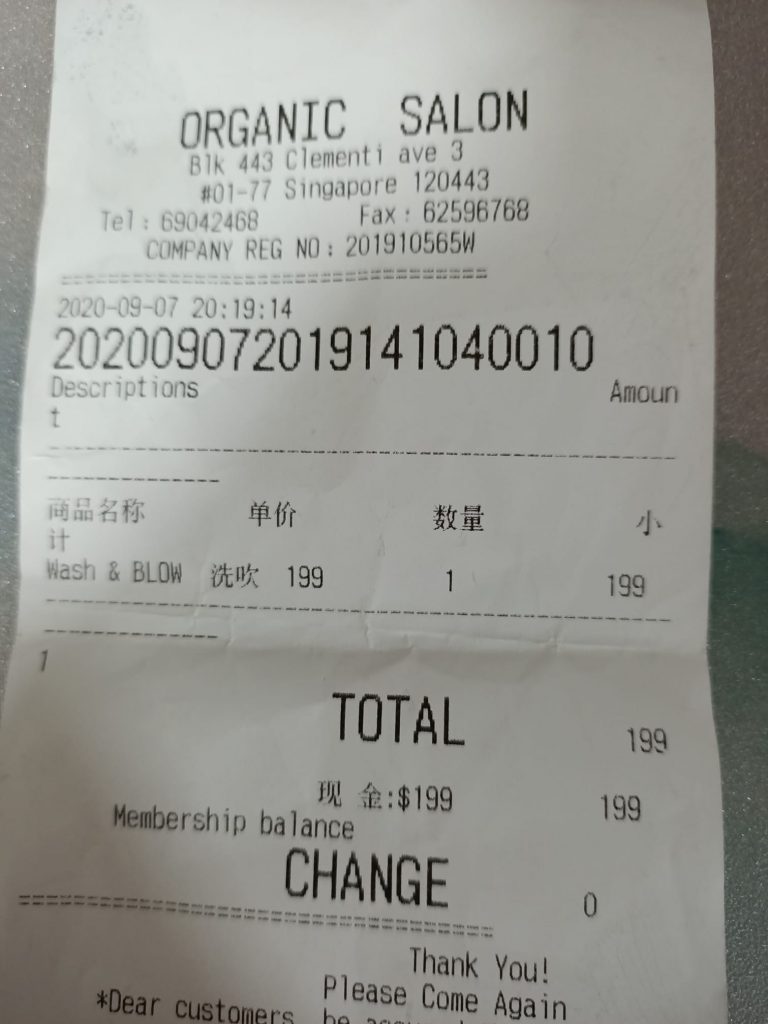 ORGANIC SALON
Blk 443 Clementi ave 3
#01-77 Singapore 120443
Tel: 69042468 Fax: 62596768
COMPANY REG NO: 201910565W
2020-09-07 20:19:14
20200907201914104001​0
Descriptions Amoun
t
商品名称 单价 数量 小
计
Wash & BLOW 洗吹 199 1 199
1
TOTAL 199
现 金:$199 199
Membership balance
CHANGE 0
Thank You!
Please Come Again
*Dear customers be